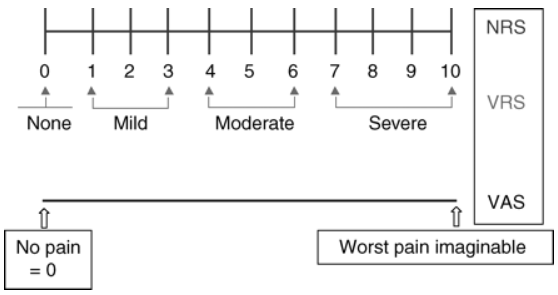 NRS
0 1 2 3 4 5 6 7 8 9 10
VRS
None Mild Moderate Severe
VAS
No pain
= 0
Worst pain imaginable